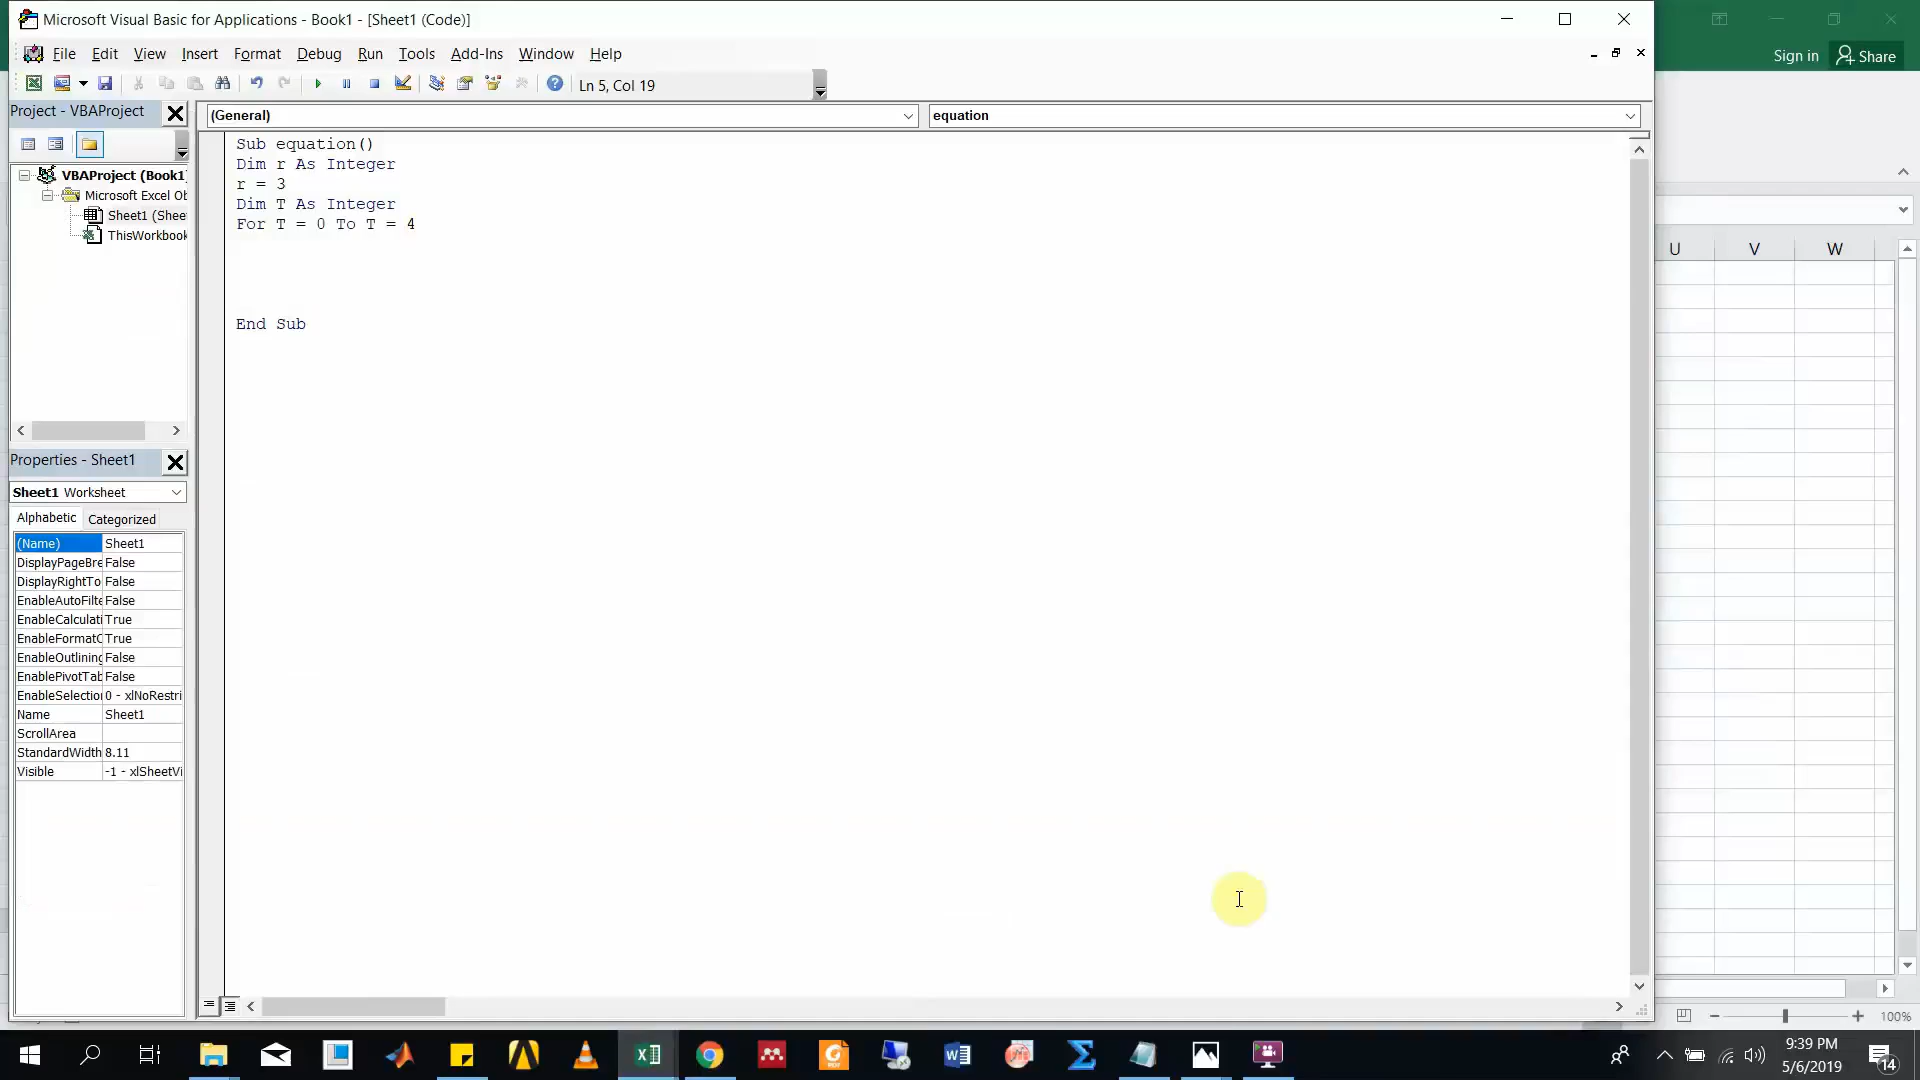 Microsoft Visual Basic for Applications - Book1 - [Sheet1 (Code)]
Sign in
Share
File Edit View Insert Format Debug Run Tools Add-Ins Window Help
Ln 5, Col 19
Project - VBAProject
(General)
equation
VBAProject (Book1)
Microsoft Excel Ob
Sheet1 (Shee
ThisWorkbook
Sub equation()
Dim r As Integer
r = 3
Dim T As Integer
For T = 0 To T = 4
End Sub
U V W
Properties - Sheet1
Sheet1 Worksheet
Alphabetic Categorized
(Name) Sheet1
DisplayPageBre False
DisplayRightTo False
EnableAutoFilte False
EnableCalculati True
EnableFormatC True
EnableOutlining False
EnablePivotTab False
EnableSelection 0 - xlNoRestri
Name Sheet1
ScrollArea
StandardWidth 8.11
Visible -1 - xlSheetVi
100%
9:39 PM
5/6/2019
14